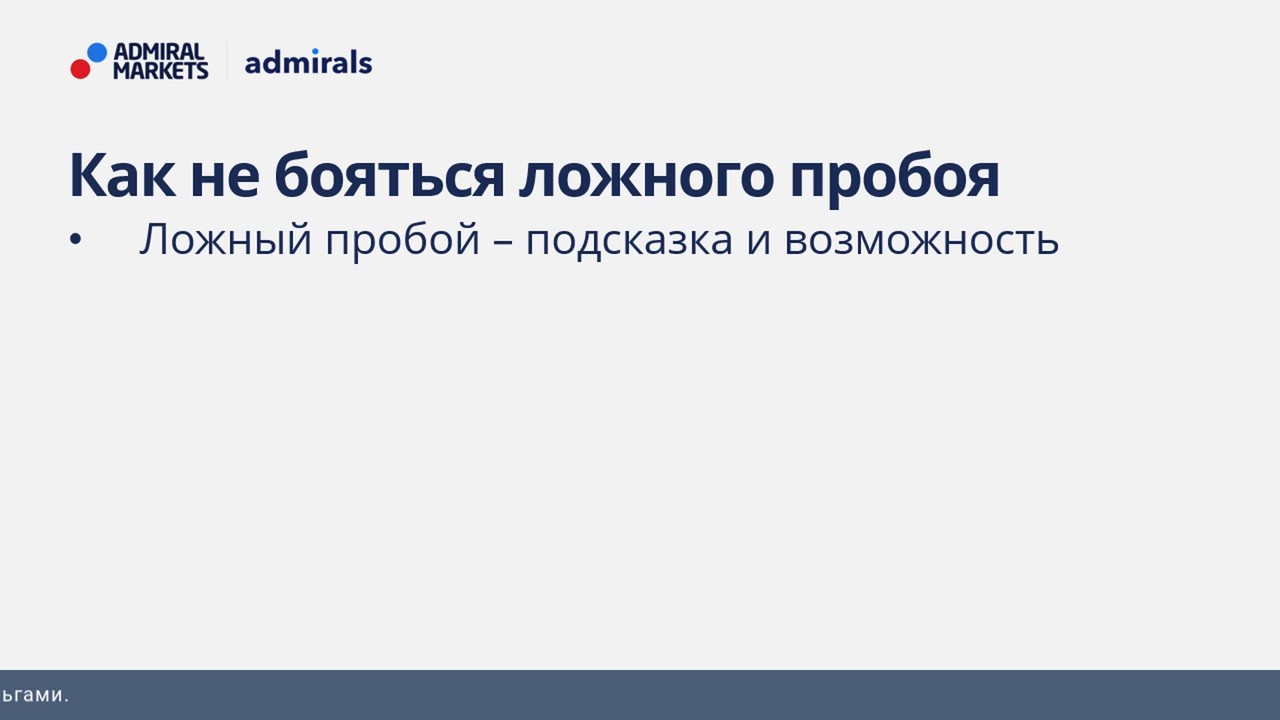 ADMIRAL
MARKETS
admirals
Как не бояться ложного пробоя
• Ложный пробой – подсказка и возможность
ьгами.